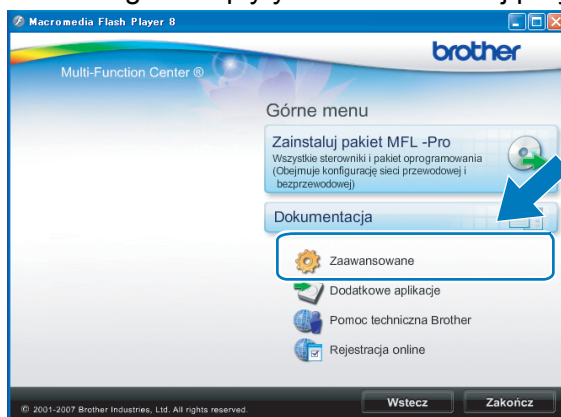 Macromedia Flash Player 8
brother
Multi-Function Center ®
Górne menu
Zainstaluj pakiet MFL -Pro
Wszystkie sterowniki i pakiet oprogramowania
(Obejmuje konfigurację sieci przewodowej i
bezprzewodowej)
Dokumentacja
Zaawansowane
Dodatkowe aplikacje
Pomoc techniczna Brother
Rejestracja online
Wstecz Zakończ
© 2001-2007 Brother Industries, Ltd. All rights reserved.